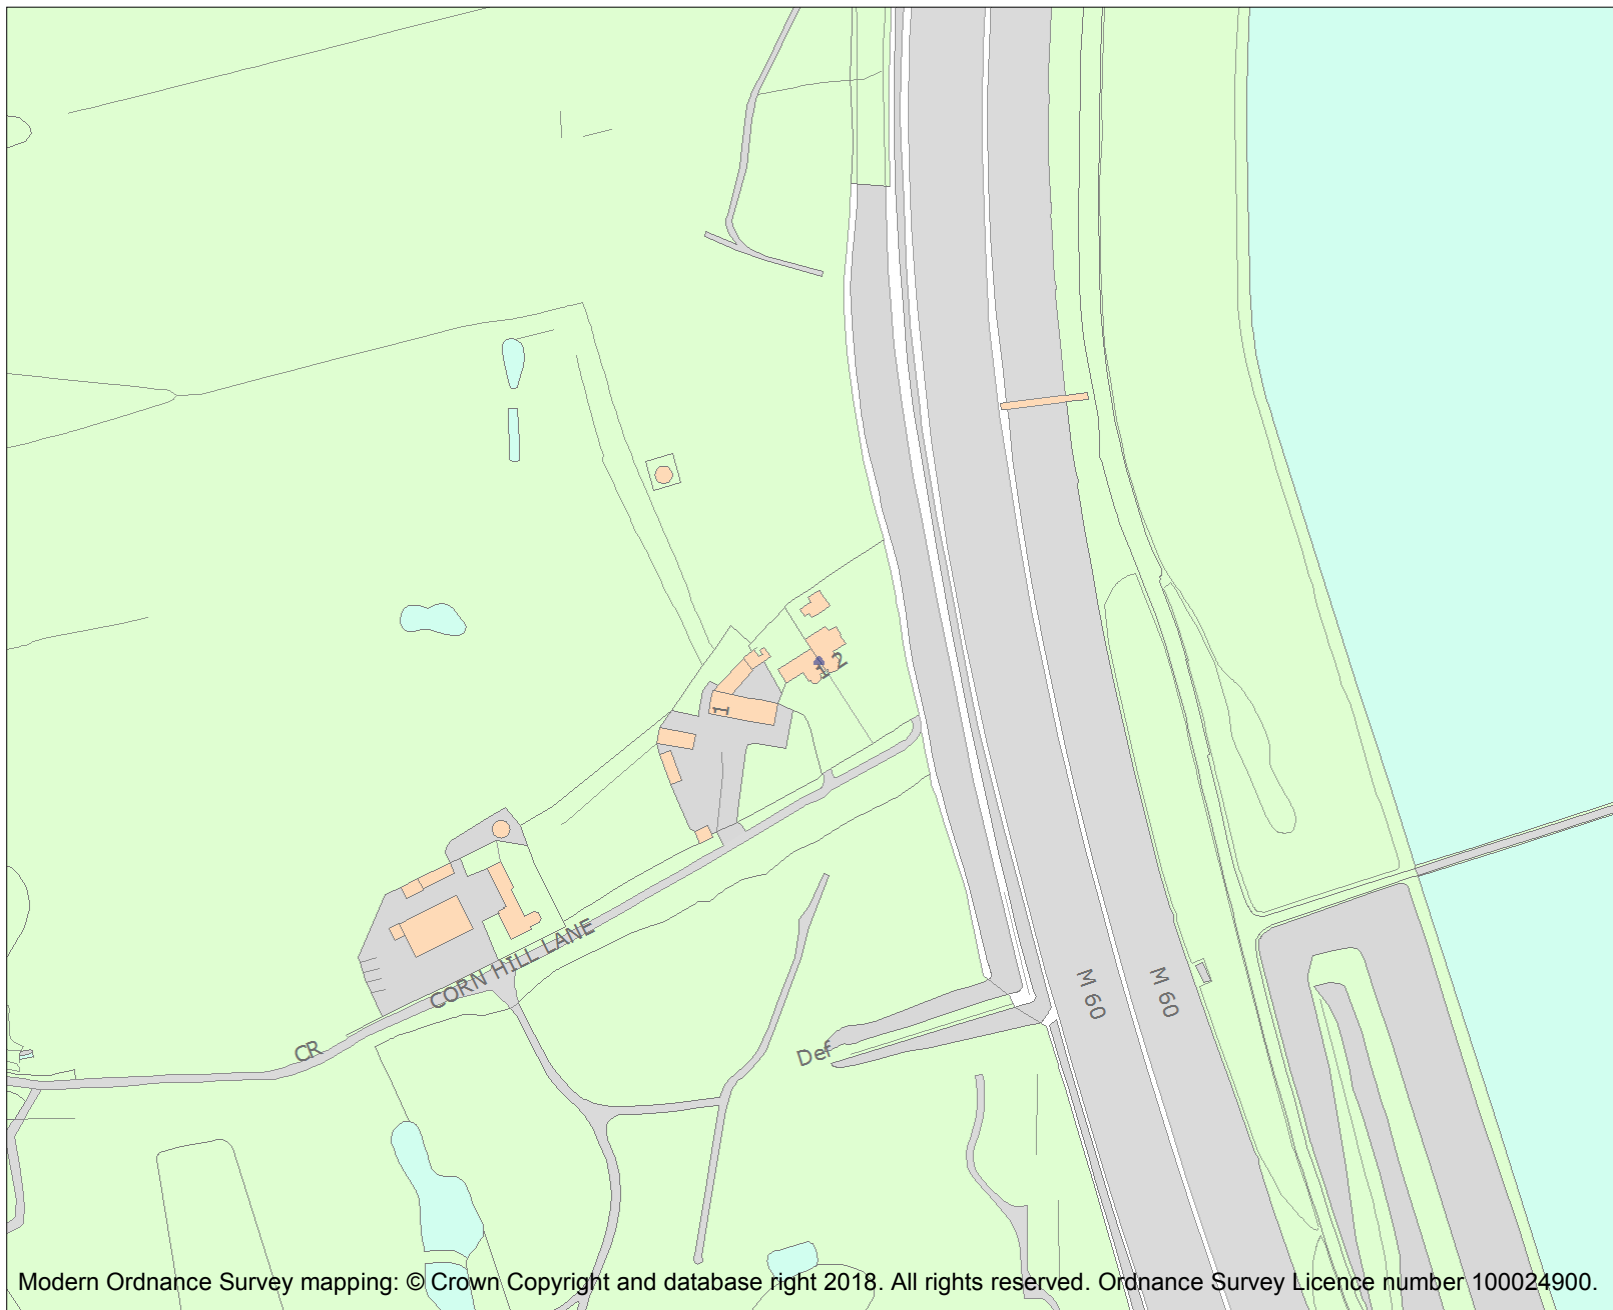 1 2
1
CORN HILL LANE
M 60
M 60
CR
Def
Modern Ordnance Survey mapping: © Crown Copyright and database right 2018. All rights reserved. Ordnance Survey Licence number 100024900.